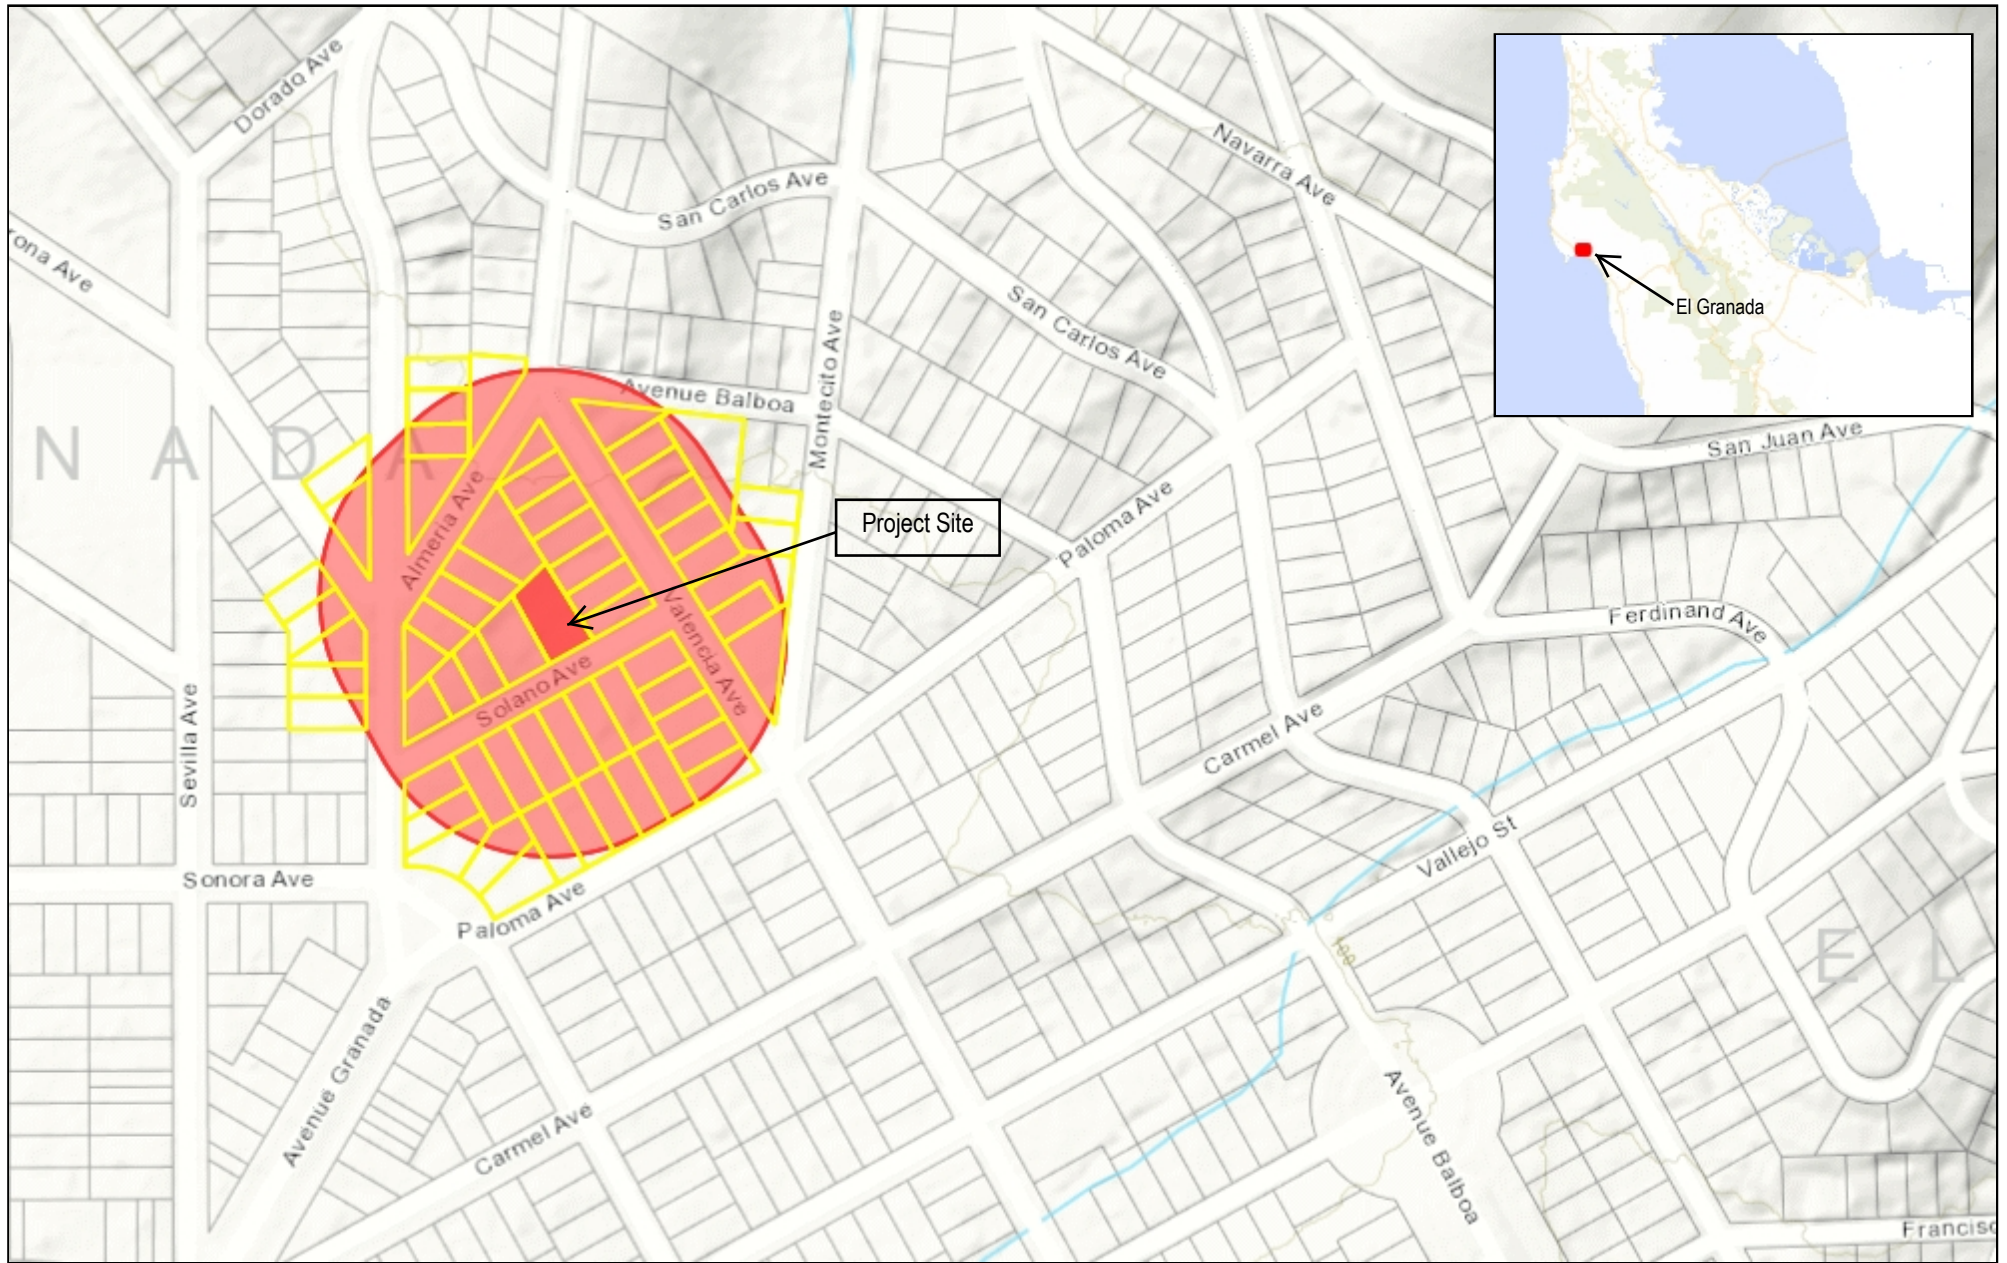 Dorado Ave
San Carlos Ave
Navarra Ave
rona Ave
El Granada
San Carlos Ave
Montecito Ave
Avenue Balboa
N A D A
San Juan Ave
Almeria Ave
Project Site
Paloma Ave
Valencia Ave
Ferdinand Ave
Solano Ave
Sevilla Ave
Carmel Ave
Vallejo St
Sonora Ave
Paloma Ave
100
E L
Avenue Granada
Carmel Ave
Avenue Balboa
Francisc